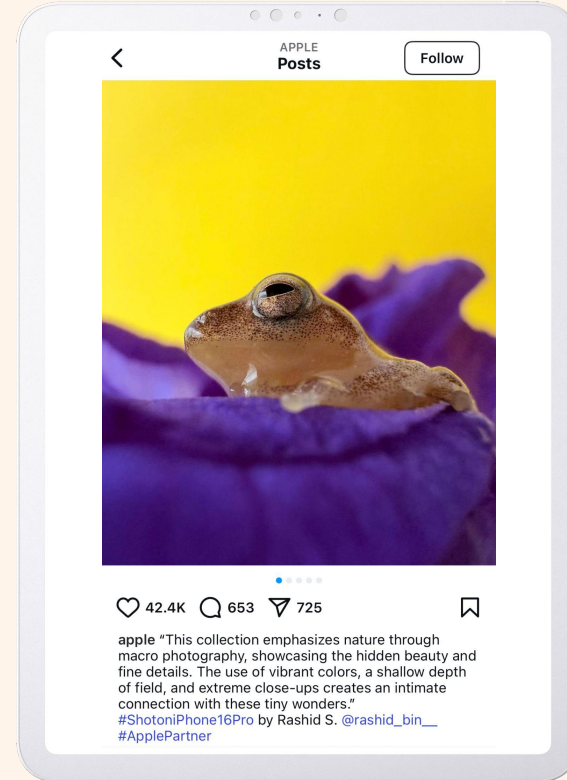 APPLE
Posts
Follow
42.4K 653 725
apple “This collection emphasizes nature through
macro photography, showcasing the hidden beauty and
fine details. The use of vibrant colors, a shallow depth
of field, and extreme close-ups creates an intimate
connection with these tiny wonders.”
#ShotoniPhone16Pro by Rashid S. @rashid_bin__
#ApplePartner